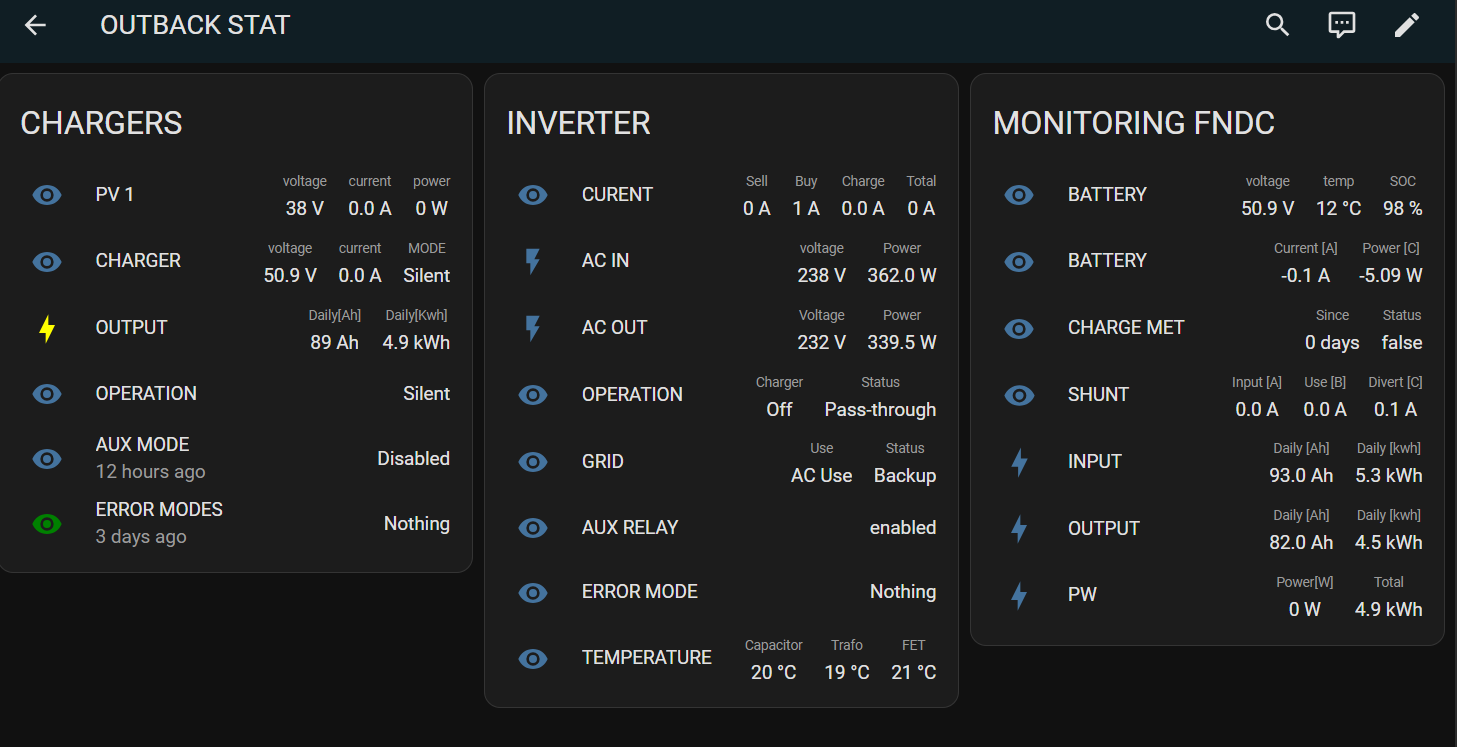 OUTBACK STAT
CHARGERS
voltage current power
PV 1 38 V 0.0 A 0 W
voltage current MODE
CHARGER 50.9 V 0.0 A Silent
Daily[Ah] Daily[Kwh]
OUTPUT 89 Ah 4.9 kWh
OPERATION Silent
AUX MODE
12 hours ago Disabled
ERROR MODES
3 days ago Nothing
INVERTER
Sell Buy Charge Total
CURENT 0 A 1 A 0.0 A 0 A
voltage Power
AC IN 238 V 362.0 W
Voltage Power
AC OUT 232 V 339.5 W
Charger Status
OPERATION Off Pass-through
Use Status
GRID AC Use Backup
AUX RELAY enabled
ERROR MODE Nothing
Capacitor Trafo FET
TEMPERATURE 20 °C 19 °C 21 °C
MONITORING FNDC
voltage temp SOC
BATTERY 50.9 V 12 °C 98 %
Current [A] Power [C]
BATTERY -0.1 A -5.09 W
Since Status
CHARGE MET 0 days false
Input [A] Use [B] Divert [C]
SHUNT 0.0 A 0.0 A 0.1 A
Daily [Ah] Daily [kwh]
INPUT 93.0 Ah 5.3 kWh
Daily [Ah] Daily [kwh]
OUTPUT 82.0 Ah 4.5 kWh
Power[W] Total
PW 0 W 4.9 kWh